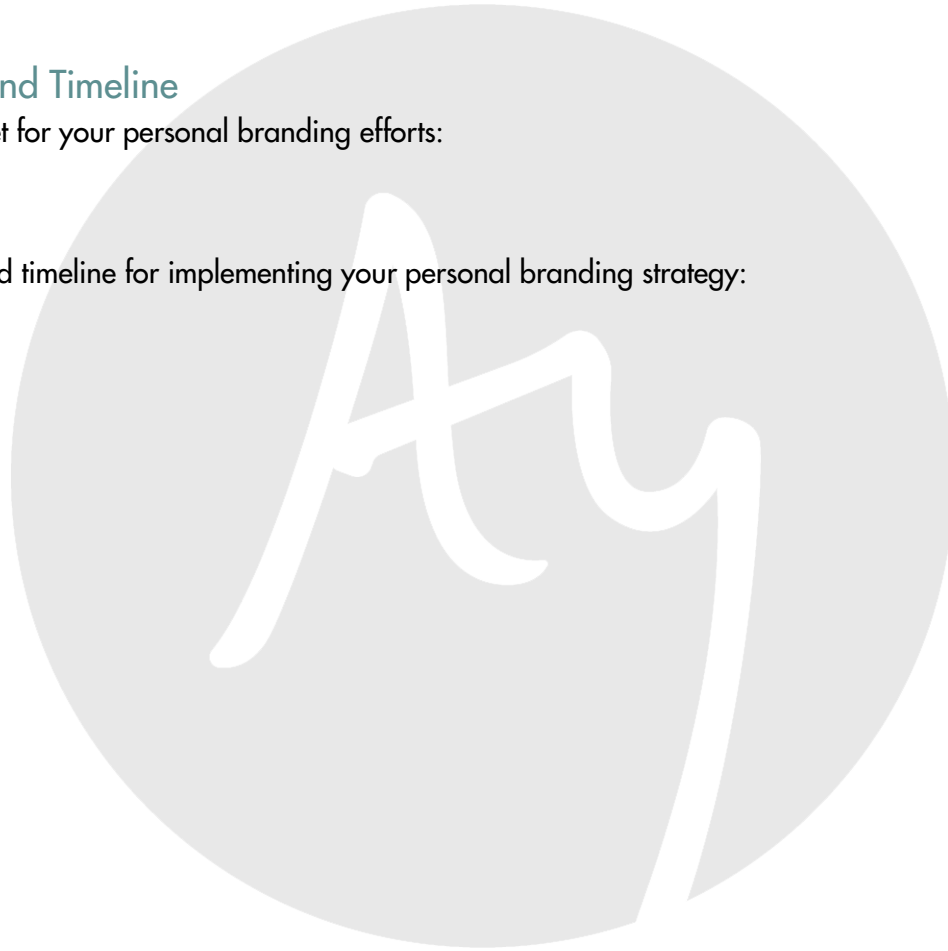 nd Timeline
t for your personal branding efforts:
d timeline for implementing your personal branding strategy:
Ay